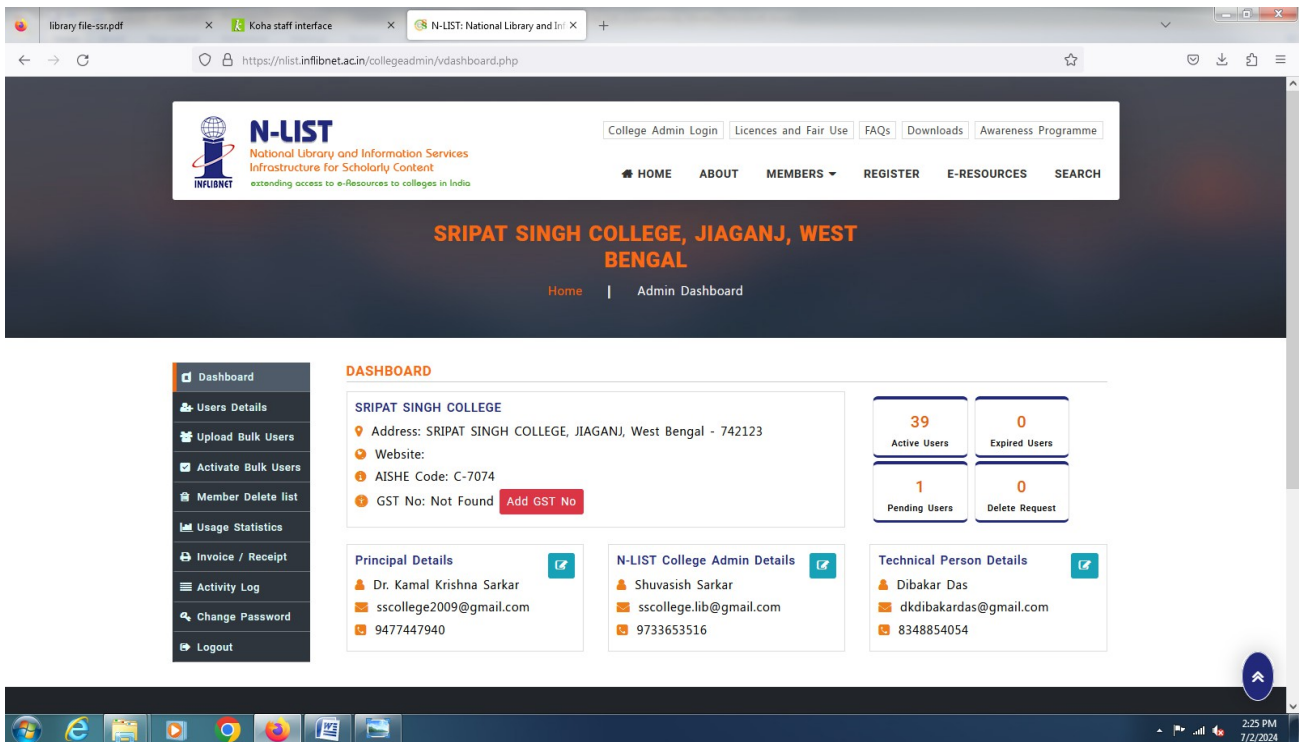 library file-ssr.pdf
Koha staff interface
N-LIST: National Library and Inf
https://nlist.inflibnet.ac.in/collegeadmin/vdashboard.php
INFLIBNET
N-LIST
National Library and Information Services
Infrastructure for Scholarly Content
extending access to e-Resources to colleges in India
College Admin Login Licences and Fair Use FAQs Downloads Awareness Programme
HOME ABOUT MEMBERS REGISTER E-RESOURCES SEARCH
SRIPAT SINGH COLLEGE, JIAGANJ, WEST
BENGAL
Home | Admin Dashboard
Dashboard
Users Details
Upload Bulk Users
Activate Bulk Users
Member Delete list
Usage Statistics
Invoice / Receipt
Activity Log
Change Password
Logout
DASHBOARD
SRIPAT SINGH COLLEGE
Address: SRIPAT SINGH COLLEGE, JIAGANJ, West Bengal - 742123
Website:
AISHE Code: C-7074
GST No: Not Found Add GST No
39
Active Users
0
Expired Users
1
Pending Users
0
Delete Request
Principal Details
Dr. Kamal Krishna Sarkar
sscollege2009@gmail.com
9477447940
N-LIST College Admin Details
Shuvasish Sarkar
sscollege.lib@gmail.com
9733653516
Technical Person Details
Dibakar Das
dkdibakardas@gmail.com
8348854054
2:25 PM
7/2/2024